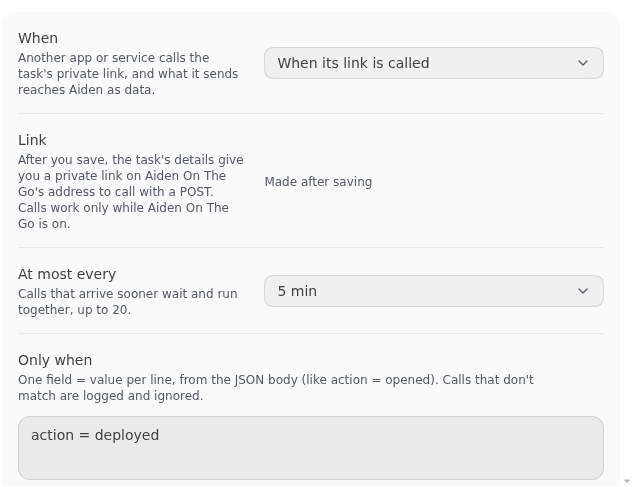 When
Another app or service calls the
task's private link, and what it sends
reaches Aiden as data.
When its link is called
Link
After you save, the task's details give
you a private link on Aiden On The
Go's address to call with a POST.
Calls work only while Aiden On The
Go is on.
Made after saving
At most every
Calls that arrive sooner wait and run
together, up to 20.
5 min
Only when
One field = value per line, from the JSON body (like action = opened). Calls that don't
match are logged and ignored.
action = deployed